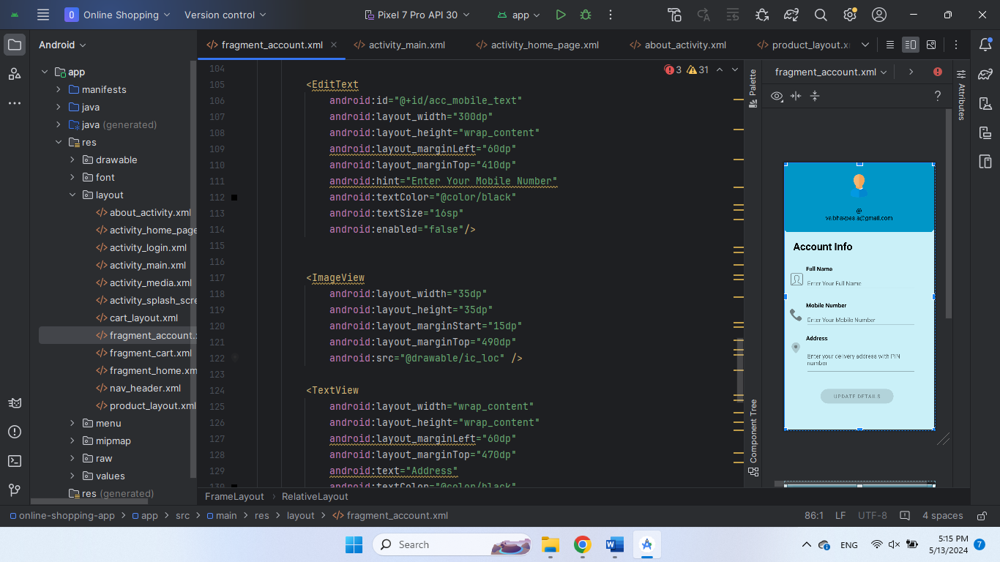 O Online Shopping Version control Pixel 7 Pro API 30 app
Android
fragment_account.xml activity_main.xml activity_home_page.xml about_activity.xml product_layout.x
app
manifests
java
java (generated)
res
drawable
font
layout
about_activity.xml
activity_home_page
activity_login.xml
activity_main.xml
activity_media.xml
activity_splash_scre
cart_layout.xml
fragment_account.x
fragment_cart.xml
fragment_home.xm
nav_header.xml
product_layout.xml
menu
mipmap
raw
values
res (generated)
3 31
104
105 <EditText
106 android:id="@+id/acc_mobile_text"
107 android:layout_width="300dp"
108 android:layout_height="wrap_content"
109 android:layout_marginLeft="60dp"
110 android:layout_marginTop="410dp"
111 android:hint="Enter Your Mobile Number"
112 android:textColor="@color/black"
113 android:textSize="16sp"
114 android:enabled="false"/>
115
116
117 <ImageView
118 android:layout_width="35dp"
119 android:layout_height="35dp"
120 android:layout_marginStart="15dp"
121 android:layout_marginTop="490dp"
122 android:src="@drawable/ic_loc" />
123
124 <TextView
125 android:layout_width="wrap_content"
126 android:layout_height="wrap_content"
127 android:layout_marginLeft="60dp"
128 android:layout_marginTop="470dp"
129 android:text="Address"
130 android:textColor="@color/black"
FrameLayout RelativeLayout
Palette
Component Tree
fragment_account.xml
?
Attributes
@
vaibhavpas.a@gmail.com
Account Info
Full Name
Enter Your Full Name
Mobile Number
Enter Your Mobile Number
Address
Enter your delivery address with PIN
number
UPDATE DETAILS
online-shopping-app app src main res layout fragment_account.xml 86:1 LF UTF-8 4 spaces
Search
ENG
5:15 PM
5/13/2024
7